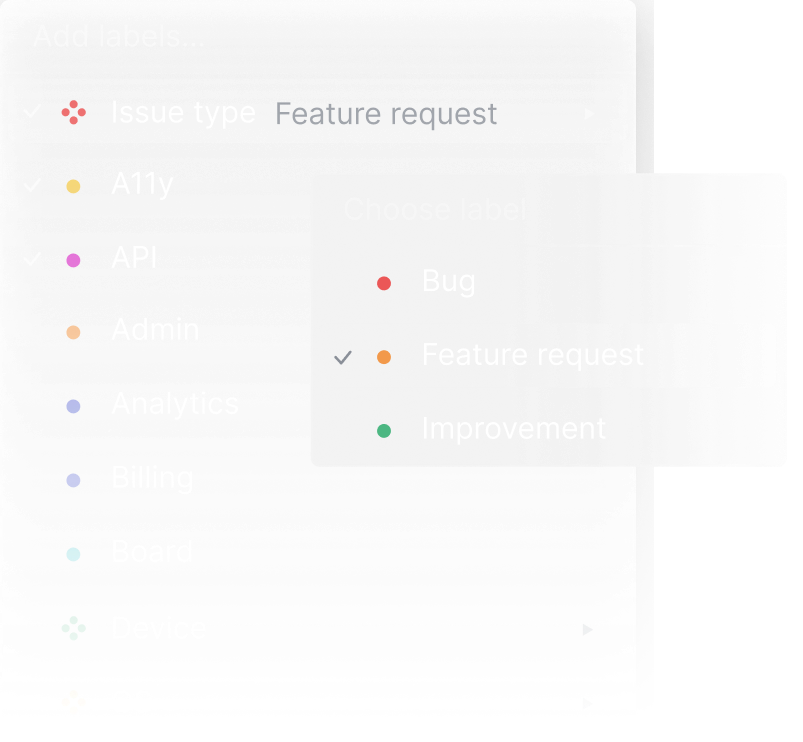 Add labels...
Issue type Feature request
A11y
API
Admin
Analytics
Billing
Board
Device
Choose label
Bug
Feature request
Improvement